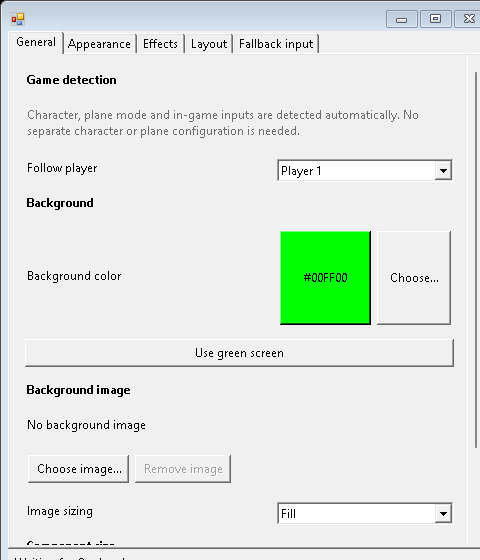 General Appearance Effects Layout Fallback input
Game detection
Character, plane mode and in-game inputs are detected automatically. No
separate character or plane configuration is needed.
Follow player Player 1
Background
Background color #00FF00 Choose...
Use green screen
Background image
No background image
Choose image... Remove image
Image sizing Fill